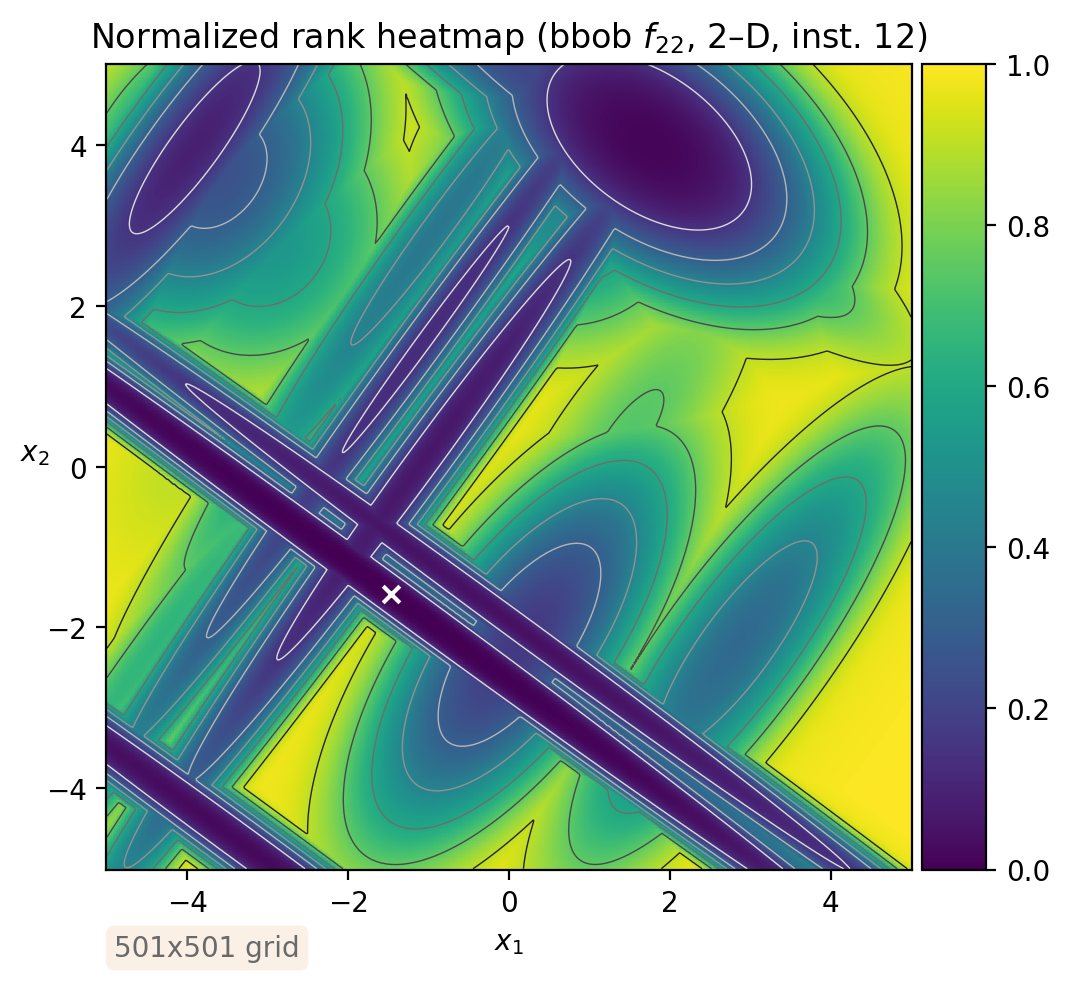 Normalized rank heatmap (bbob f22, 2–D, inst. 12)
1.0
4
0.8
2
0.6
x2
0
0.4
−2
0.2
−4
0.0
−4 −2 0 2 4
x1
501x501 grid